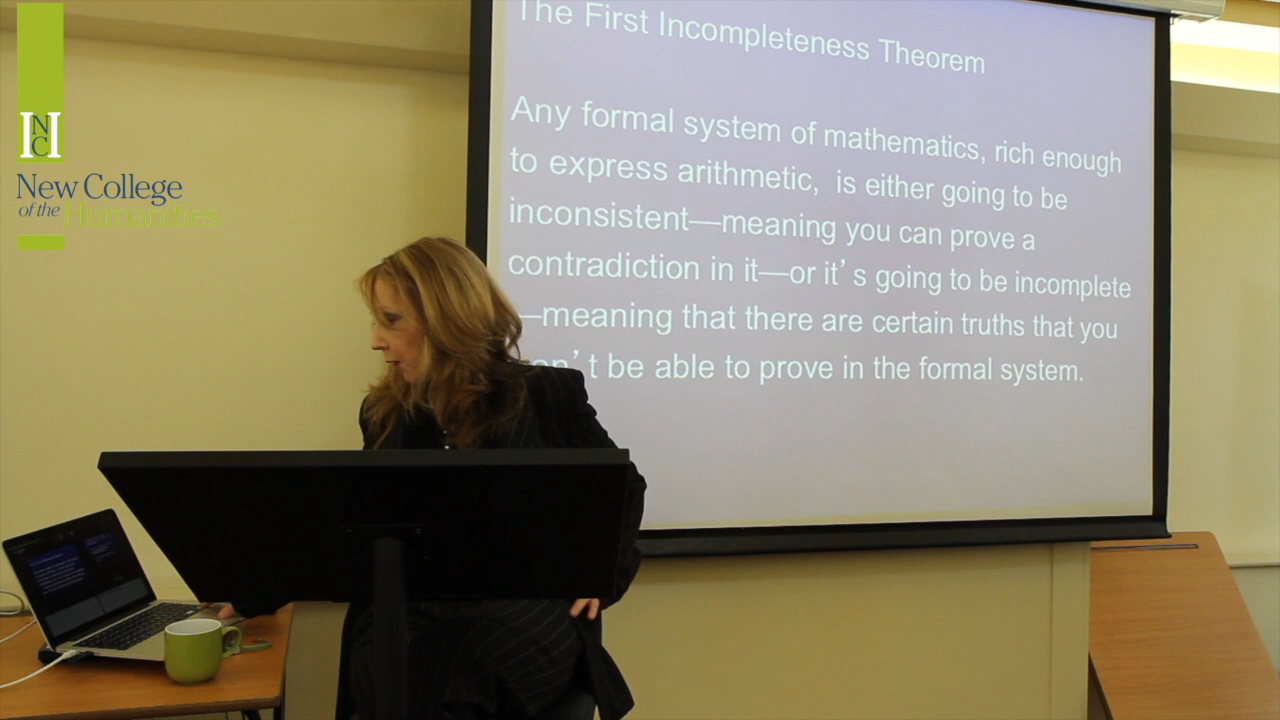 NCH
New College
of the Humanities
The First Incompleteness Theorem
Any formal system of mathematics, rich enough
to express arithmetic, is either going to be
inconsistent—meaning you can prove a
contradiction in it—or it’s going to be incomplete
—meaning that there are certain truths that you
’t be able to prove in the formal system.